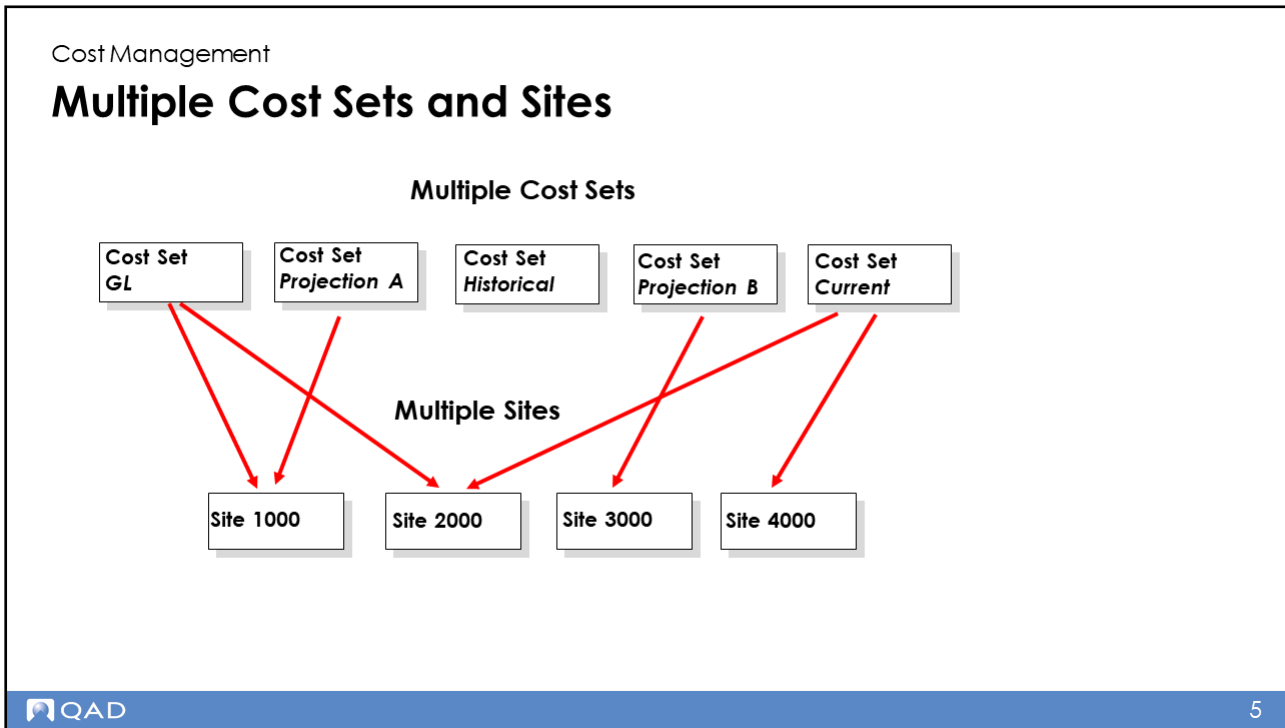 Cost Management
Multiple Cost Sets and Sites
Multiple Cost Sets
Cost Set
GL
Cost Set
Projection A
Cost Set
Historical
Cost Set
Projection B
Cost Set
Current
Multiple Sites
Site 1000
Site 2000
Site 3000
Site 4000
QAD
5